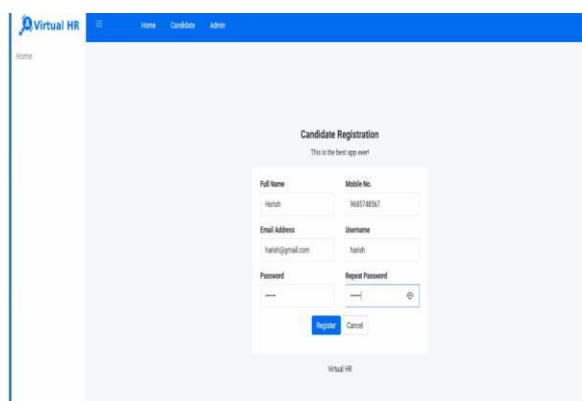 Virtual HR
Home Candidate Admin
Home
Candidate Registration
This is the best app ever!
Full Name Mobile No.
Harish 9685748567
Email Address Username
harish@gmail.com harish
Password Repeat Password
Register Cancel
Virtual HR